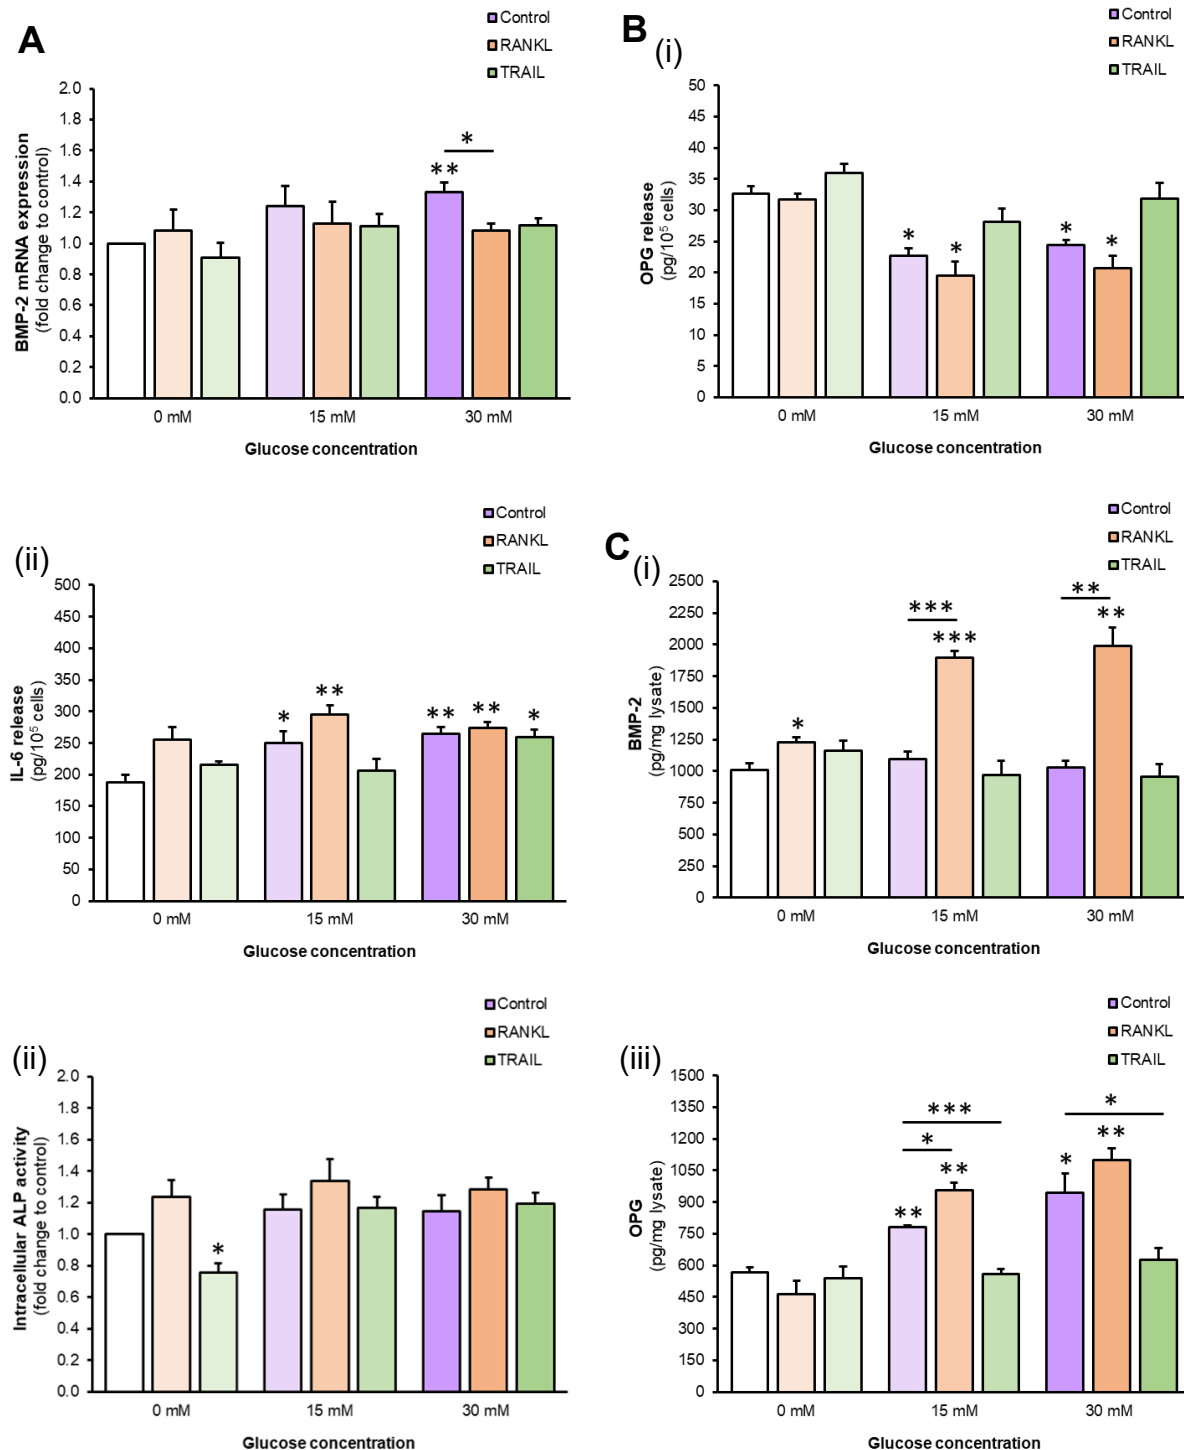 A
Control
RANKL
TRAIL
2.0
1.8
1.6
1.4
1.2
1.0
0.8
0.6
0.4
0.2
0.0
BMP-2 mRNA expression
(fold change to control)
**
*
0 mM
15 mM
30 mM
Glucose concentration
B
(i)
Control
RANKL
TRAIL
50
45
40
35
30
25
20
15
10
5
0
OPG release
(pg/10⁵ cells)
*
*
*
*
0 mM
15 mM
30 mM
Glucose concentration
(ii)
Control
RANKL
TRAIL
500
450
400
350
300
250
200
150
100
50
0
IL-6 release
(pg/10⁵ cells)
*
**
**
**
*
0 mM
15 mM
30 mM
Glucose concentration
C
(i)
Control
RANKL
TRAIL
2500
2250
2000
1750
1500
1250
1000
750
500
250
0
BMP-2
(pg/mg lysate)
*
***
***
**
**
0 mM
15 mM
30 mM
Glucose concentration
(ii)
Control
RANKL
TRAIL
2.0
1.8
1.6
1.4
1.2
1.0
0.8
0.6
0.4
0.2
0.0
Intracellular ALP activity
(fold change to control)
*
0 mM
15 mM
30 mM
Glucose concentration
(iii)
Control
RANKL
TRAIL
1500
1350
1200
1050
900
750
600
450
300
150
0
OPG
(pg/mg lysate)
***
*
**
**
*
**
*
0 mM
15 mM
30 mM
Glucose concentration